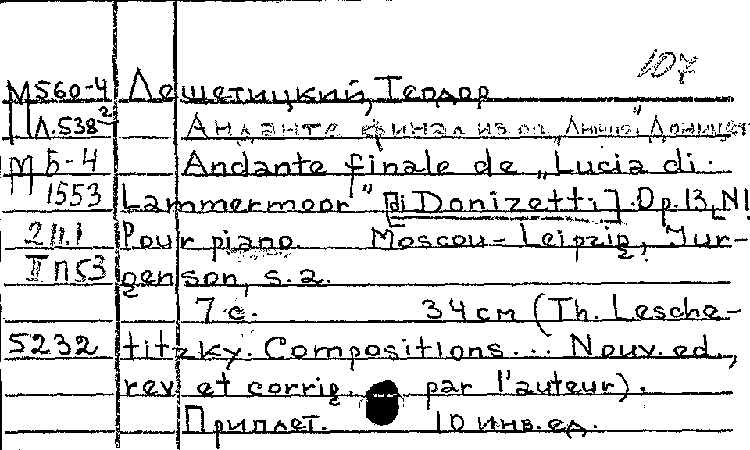 107
М560-4 Лешетицкий, Теодор
Л.538² Анданте финал из оп. „Лючия" Доницет
М5-4 Andante finale de „Lucia di
1553 Lammermoor" [di Donizetti]. Op. 13, N1
2П.1 Pour piano. Moscou - Leipzig, Jur-
II П53 genson, s. a.
7 с. 34 см (Th. Lesche-
5232 titzky. Compositions... Nouv. ed.,
rev et corrig. par l'auteur).
Приплет. 10 инв. ед.